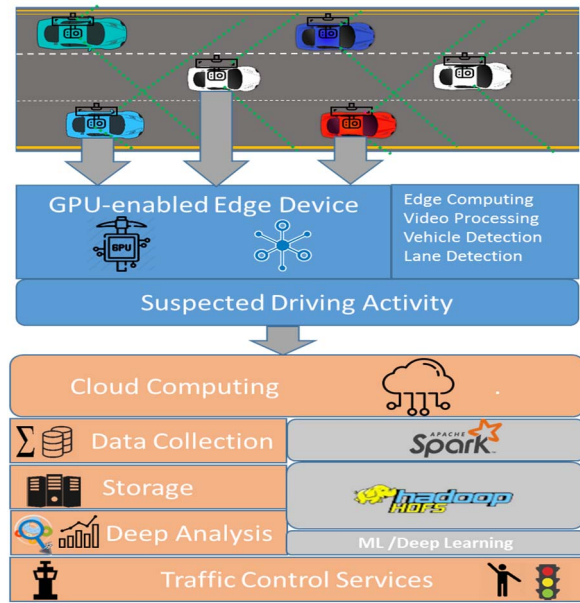 GPU-enabled Edge Device
GPU
Edge Computing
Video Processing
Vehicle Detection
Lane Detection
Suspected Driving Activity
Cloud Computing
.
Data Collection
APACHE
Spark
Storage
hadoop
HDFS
Deep Analysis
ML /Deep Learning
Traffic Control Services